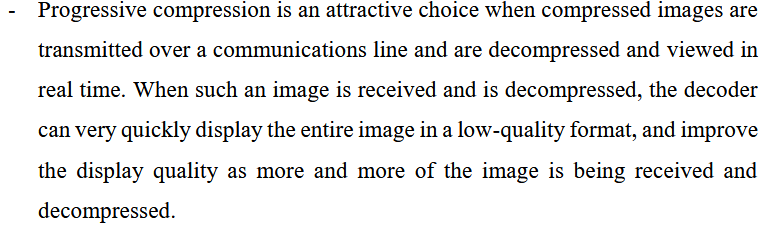 - Progressive compression is an attractive choice when compressed images are
transmitted over a communications line and are decompressed and viewed in
real time. When such an image is received and is decompressed, the decoder
can very quickly display the entire image in a low-quality format, and improve
the display quality as more and more of the image is being received and
decompressed.